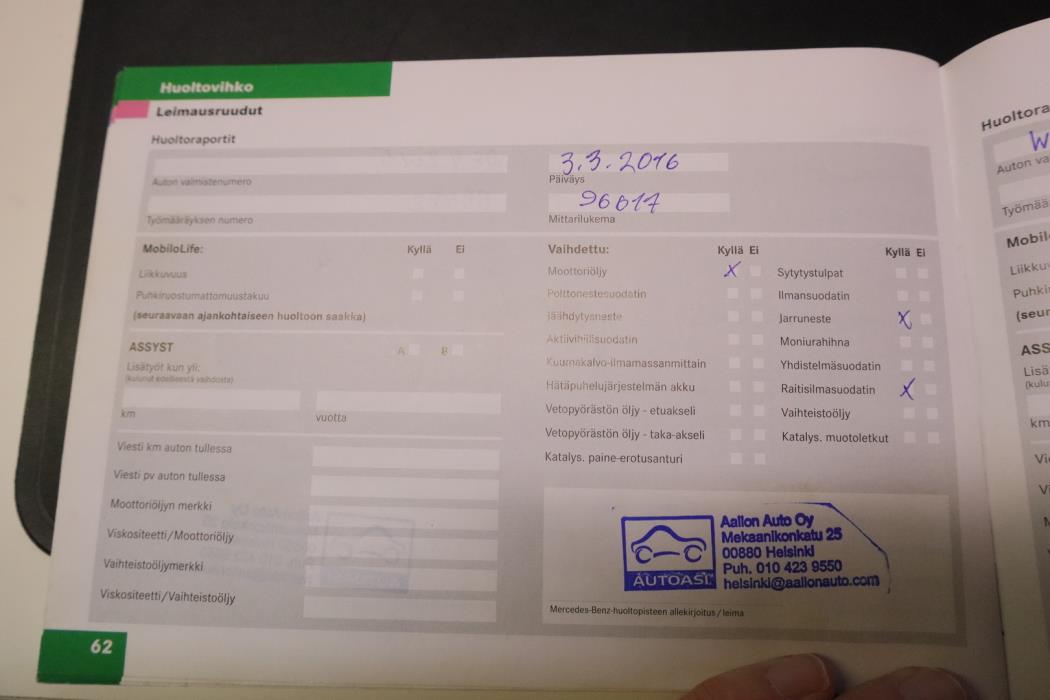 Huoltovihko
Leimausruudut
Huoltoraportit
Auton valmistenumero
Työmääräyksen numero
3.3.2016
Päiväys
96617
Mittarilukema
MobiloLife: Kyllä Ei
Liikkuvuus
Puhkiruostumattomuustakuu
(seuraavaan ajankohtaiseen huoltoon saakka)
ASSYST A B
Lisätyöt kun yli:
(kulunut edellisestä vaihdosta)
km vuotta
Viesti km auton tullessa
Viesti pv auton tullessa
Moottoriöljyn merkki
Viskositeetti/Moottoriöljy
Vaihteistoöljymerkki
Viskositeetti/Vaihteistoöljy
Vaihdettu: Kyllä Ei Kyllä Ei
Moottoriöljy X Sytytystulpat
Polttonestesuodatin Ilmansuodatin
Jäähdytysneste Jarruneste X
Aktiivihiilisuodatin Moniurahihna
Kuumakalvo-ilmamassanmittain Yhdistelmäsuodatin
Hätäpuhelujärjestelmän akku Raitisilmasuodatin X
Vetopyörästön öljy - etuakseli Vaihteistoöljy
Vetopyörästön öljy - taka-akseli Katalys. muotoletkut
Katalys. paine-erotusanturi
AUTOASI
Aallon Auto Oy
Mekaanikonkatu 25
00880 Helsinki
Puh. 010 423 9550
helsinki@aallonauto.com
Mercedes-Benz-huoltopisteen allekirjoitus/leima
62
Huoltora
W
Auton va
Työmää
Mobilo
Liikku
Puhki
(seur
ASS
Lisä
(kulu
km